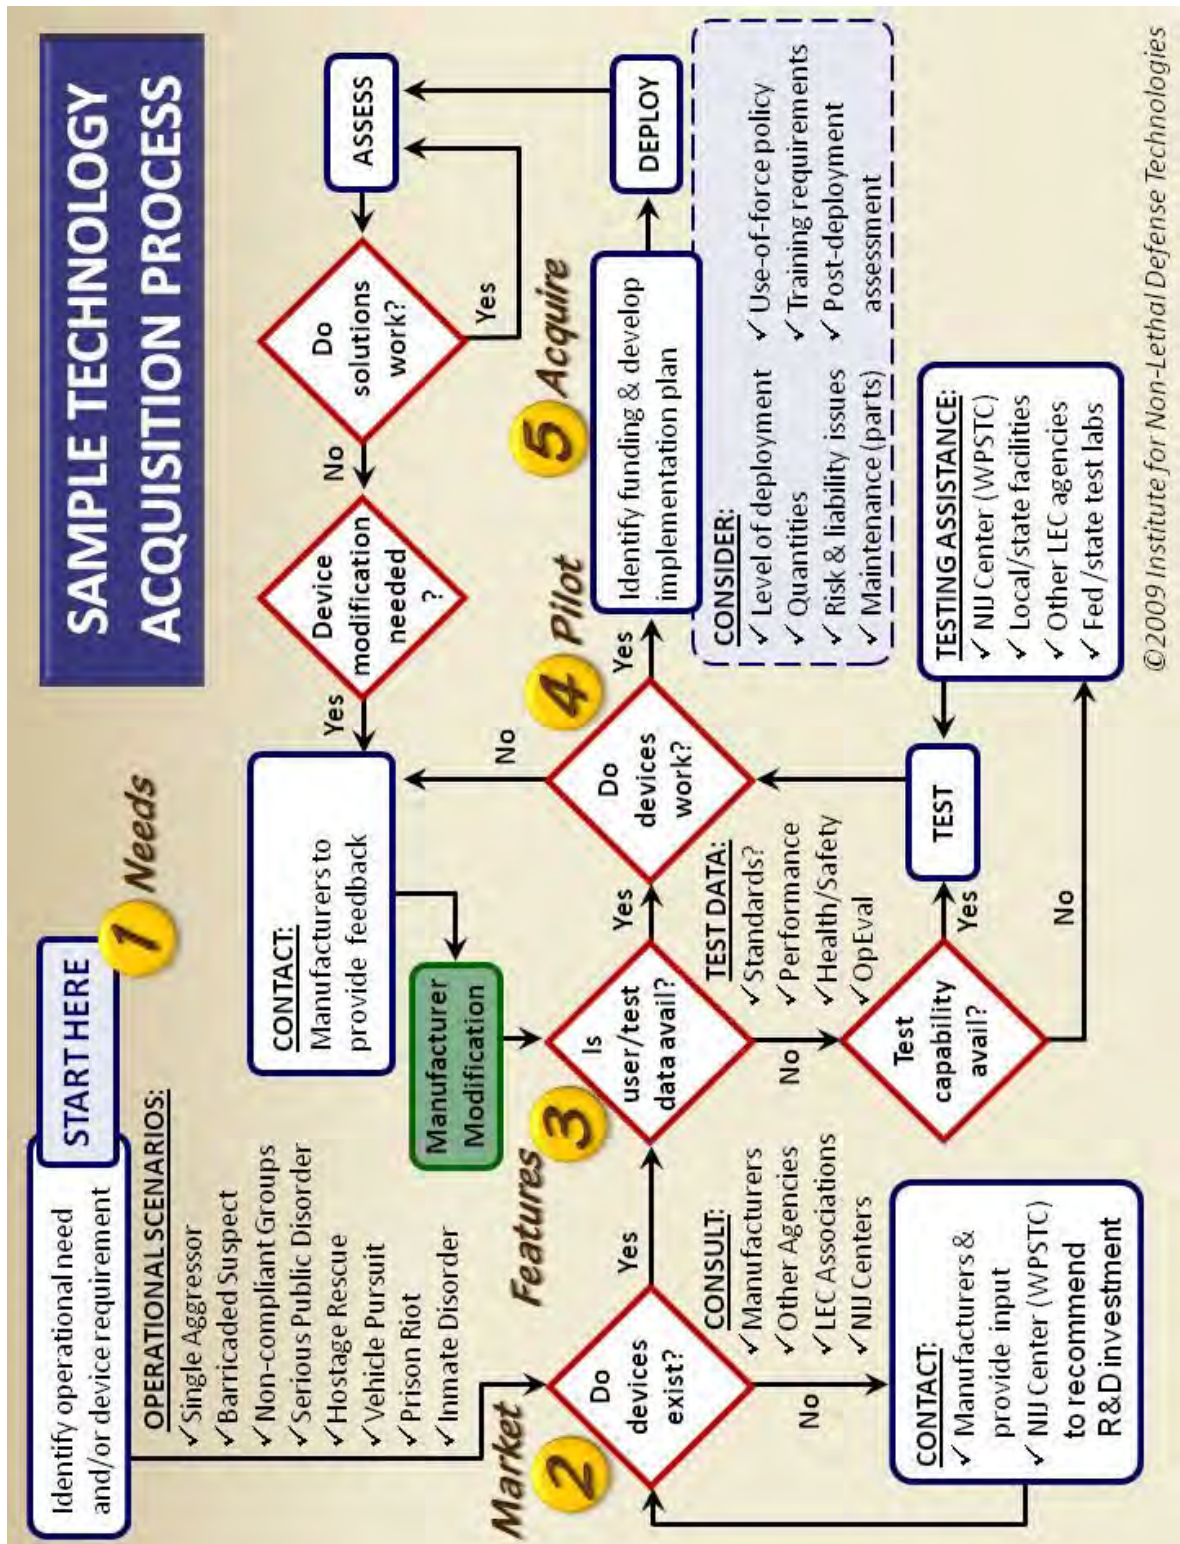 SAMPLE TECHNOLOGY
ACQUISITION PROCESS
START HERE
1 Needs
Identify operational need
and/or device requirement
OPERATIONAL SCENARIOS:
✓ Single Aggressor
✓ Barricaded Suspect
✓ Non-compliant Groups
✓ Serious Public Disorder
✓ Hostage Rescue
✓ Vehicle Pursuit
✓ Prison Riot
✓ Inmate Disorder
CONTACT:
Manufacturers to
provide feedback
Yes
Device
modification
needed
?
No
Do
solutions
work?
Yes
ASSESS
Manufacturer
Modification
Market
2
Do
devices
exist?
Yes
No
CONSULT:
✓ Manufacturers
✓ Other Agencies
✓ LEC Associations
✓ NIJ Centers
CONTACT:
✓ Manufacturers &
provide input
✓ NIJ Center (WPSTC)
to recommend
R&D investment
Features
3
Is
user/test
data avail?
Yes
No
TEST DATA:
✓ Standards?
✓ Performance
✓ Health/Safety
✓ OpEval
Test
capability
avail?
Yes
No
TEST
TESTING ASSISTANCE:
✓ NIJ Center (WPSTC)
✓ Local/state facilities
✓ Other LEC agencies
✓ Fed /state test labs
4 Pilot
Do
devices
work?
No
Yes
5 Acquire
Identify funding & develop
implementation plan
DEPLOY
CONSIDER:
✓ Level of deployment
✓ Quantities
✓ Risk & liability issues
✓ Maintenance (parts)
✓ Use-of-force policy
✓ Training requirements
✓ Post-deployment
assessment
©2009 Institute for Non-Lethal Defense Technologies